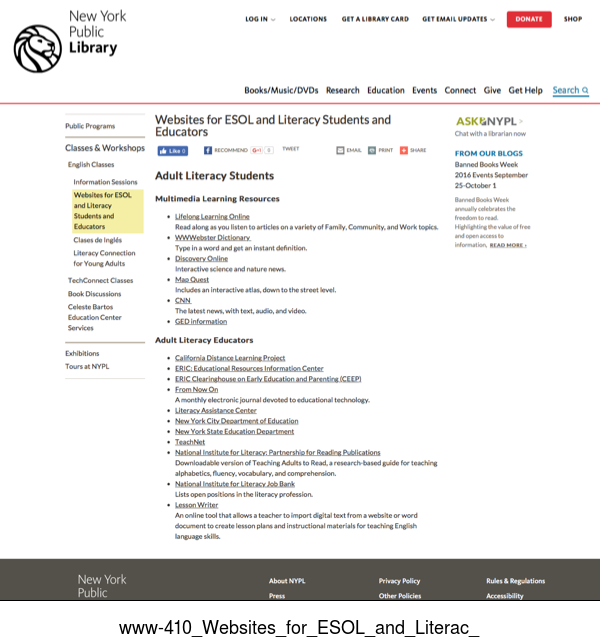 New York
Public
Library
LOG IN
LOCATIONS
GET A LIBRARY CARD
GET EMAIL UPDATES
DONATE
SHOP
Books/Music/DVDs Research Education Events Connect Give Get Help Search
Public Programs
Classes & Workshops
English Classes
Information Sessions
Websites for ESOL
and Literacy
Students and
Educators
Clases de Inglés
Literacy Connection
for Young Adults
TechConnect Classes
Book Discussions
Celeste Bartos
Education Center
Services
Exhibitions
Tours at NYPL
Websites for ESOL and Literacy Students and
Educators
Like 0
RECOMMEND
G+1 0
TWEET
EMAIL
PRINT
SHARE
Adult Literacy Students
Multimedia Learning Resources
• Lifelong Learning Online
Read along as you listen to articles on a variety of Family, Community, and Work topics.
• WWWebster Dictionary
Type in a word and get an instant definition.
• Discovery Online
Interactive science and nature news.
• Map Quest
Includes an interactive atlas, down to the street level.
• CNN
The latest news, with text, audio, and video.
• GED information
Adult Literacy Educators
• California Distance Learning Project
• ERIC: Educational Resources Information Center
• ERIC Clearinghouse on Early Education and Parenting (CEEP)
• From Now On
A monthly electronic journal devoted to educational technology.
• Literacy Assistance Center
• New York City Department of Education
• New York State Education Department
• TeachNet
• National Institute for Literacy: Partnership for Reading Publications
Downloadable version of Teaching Adults to Read, a research-based guide for teaching
alphabetics, fluency, vocabulary, and comprehension.
• National Institute for Literacy Job Bank
Lists open positions in the literacy profession.
• Lesson Writer
An online tool that allows a teacher to import digital text from a website or word
document to create lesson plans and instructional materials for teaching English
language skills.
ASK NYPL >
Chat with a librarian now
FROM OUR BLOGS
Banned Books Week
2016 Events September
25-October 1
Banned Books Week
annually celebrates the
freedom to read.
Highlighting the value of free
and open access to
information, READ MORE ›
New York
Public
About NYPL
Privacy Policy
Rules & Regulations
Press
Other Policies
Accessibility
www-410_Websites_for_ESOL_and_Literac_